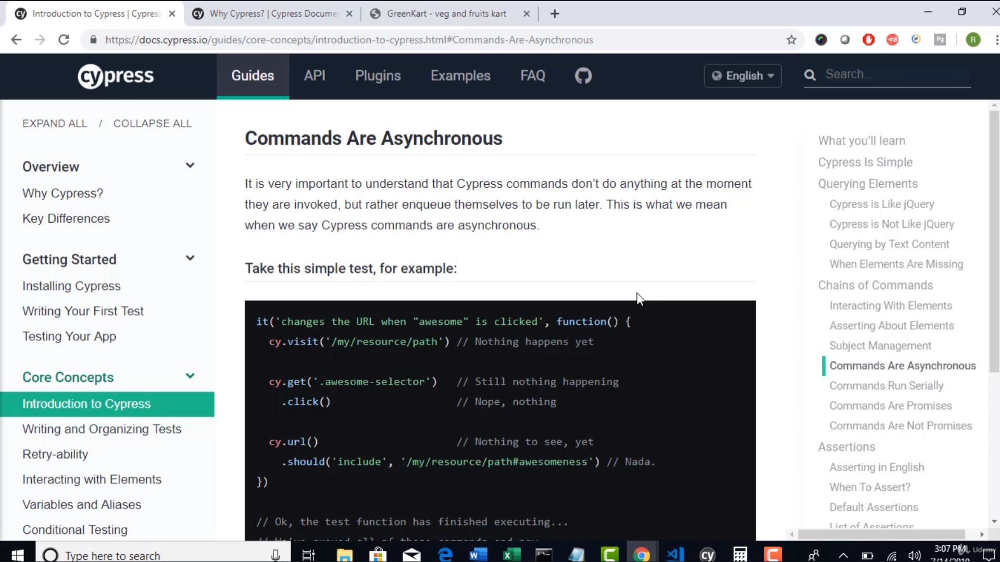 Introduction to Cypress | Cypress
Why Cypress? | Cypress Docume
GreenKart - veg and fruits kart
https://docs.cypress.io/guides/core-concepts/introduction-to-cypress.html#Commands-Are-Asynchronous
Pg
R
cypress
Guides
API
Plugins
Examples
FAQ
English
Search...
EXPAND ALL / COLLAPSE ALL
Overview
Why Cypress?
Key Differences
Getting Started
Installing Cypress
Writing Your First Test
Testing Your App
Core Concepts
Introduction to Cypress
Writing and Organizing Tests
Retry-ability
Interacting with Elements
Variables and Aliases
Conditional Testing
Commands Are Asynchronous
It is very important to understand that Cypress commands don’t do anything at the moment
they are invoked, but rather enqueue themselves to be run later. This is what we mean
when we say Cypress commands are asynchronous.
Take this simple test, for example:
it('changes the URL when "awesome" is clicked', function() {
cy.visit('/my/resource/path') // Nothing happens yet
cy.get('.awesome-selector') // Still nothing happening
.click() // Nope, nothing
cy.url() // Nothing to see, yet
.should('include', '/my/resource/path#awesomeness') // Nada.
})
// Ok, the test function has finished executing...
What you’ll learn
Cypress Is Simple
Querying Elements
Cypress is Like jQuery
Cypress is Not Like jQuery
Querying by Text Content
When Elements Are Missing
Chains of Commands
Interacting With Elements
Asserting About Elements
Subject Management
Commands Are Asynchronous
Commands Run Serially
Commands Are Promises
Commands Are Not Promises
Assertions
Asserting in English
When To Assert?
Default Assertions
List of Assertions
Type here to search
3:07 PM
Udemy